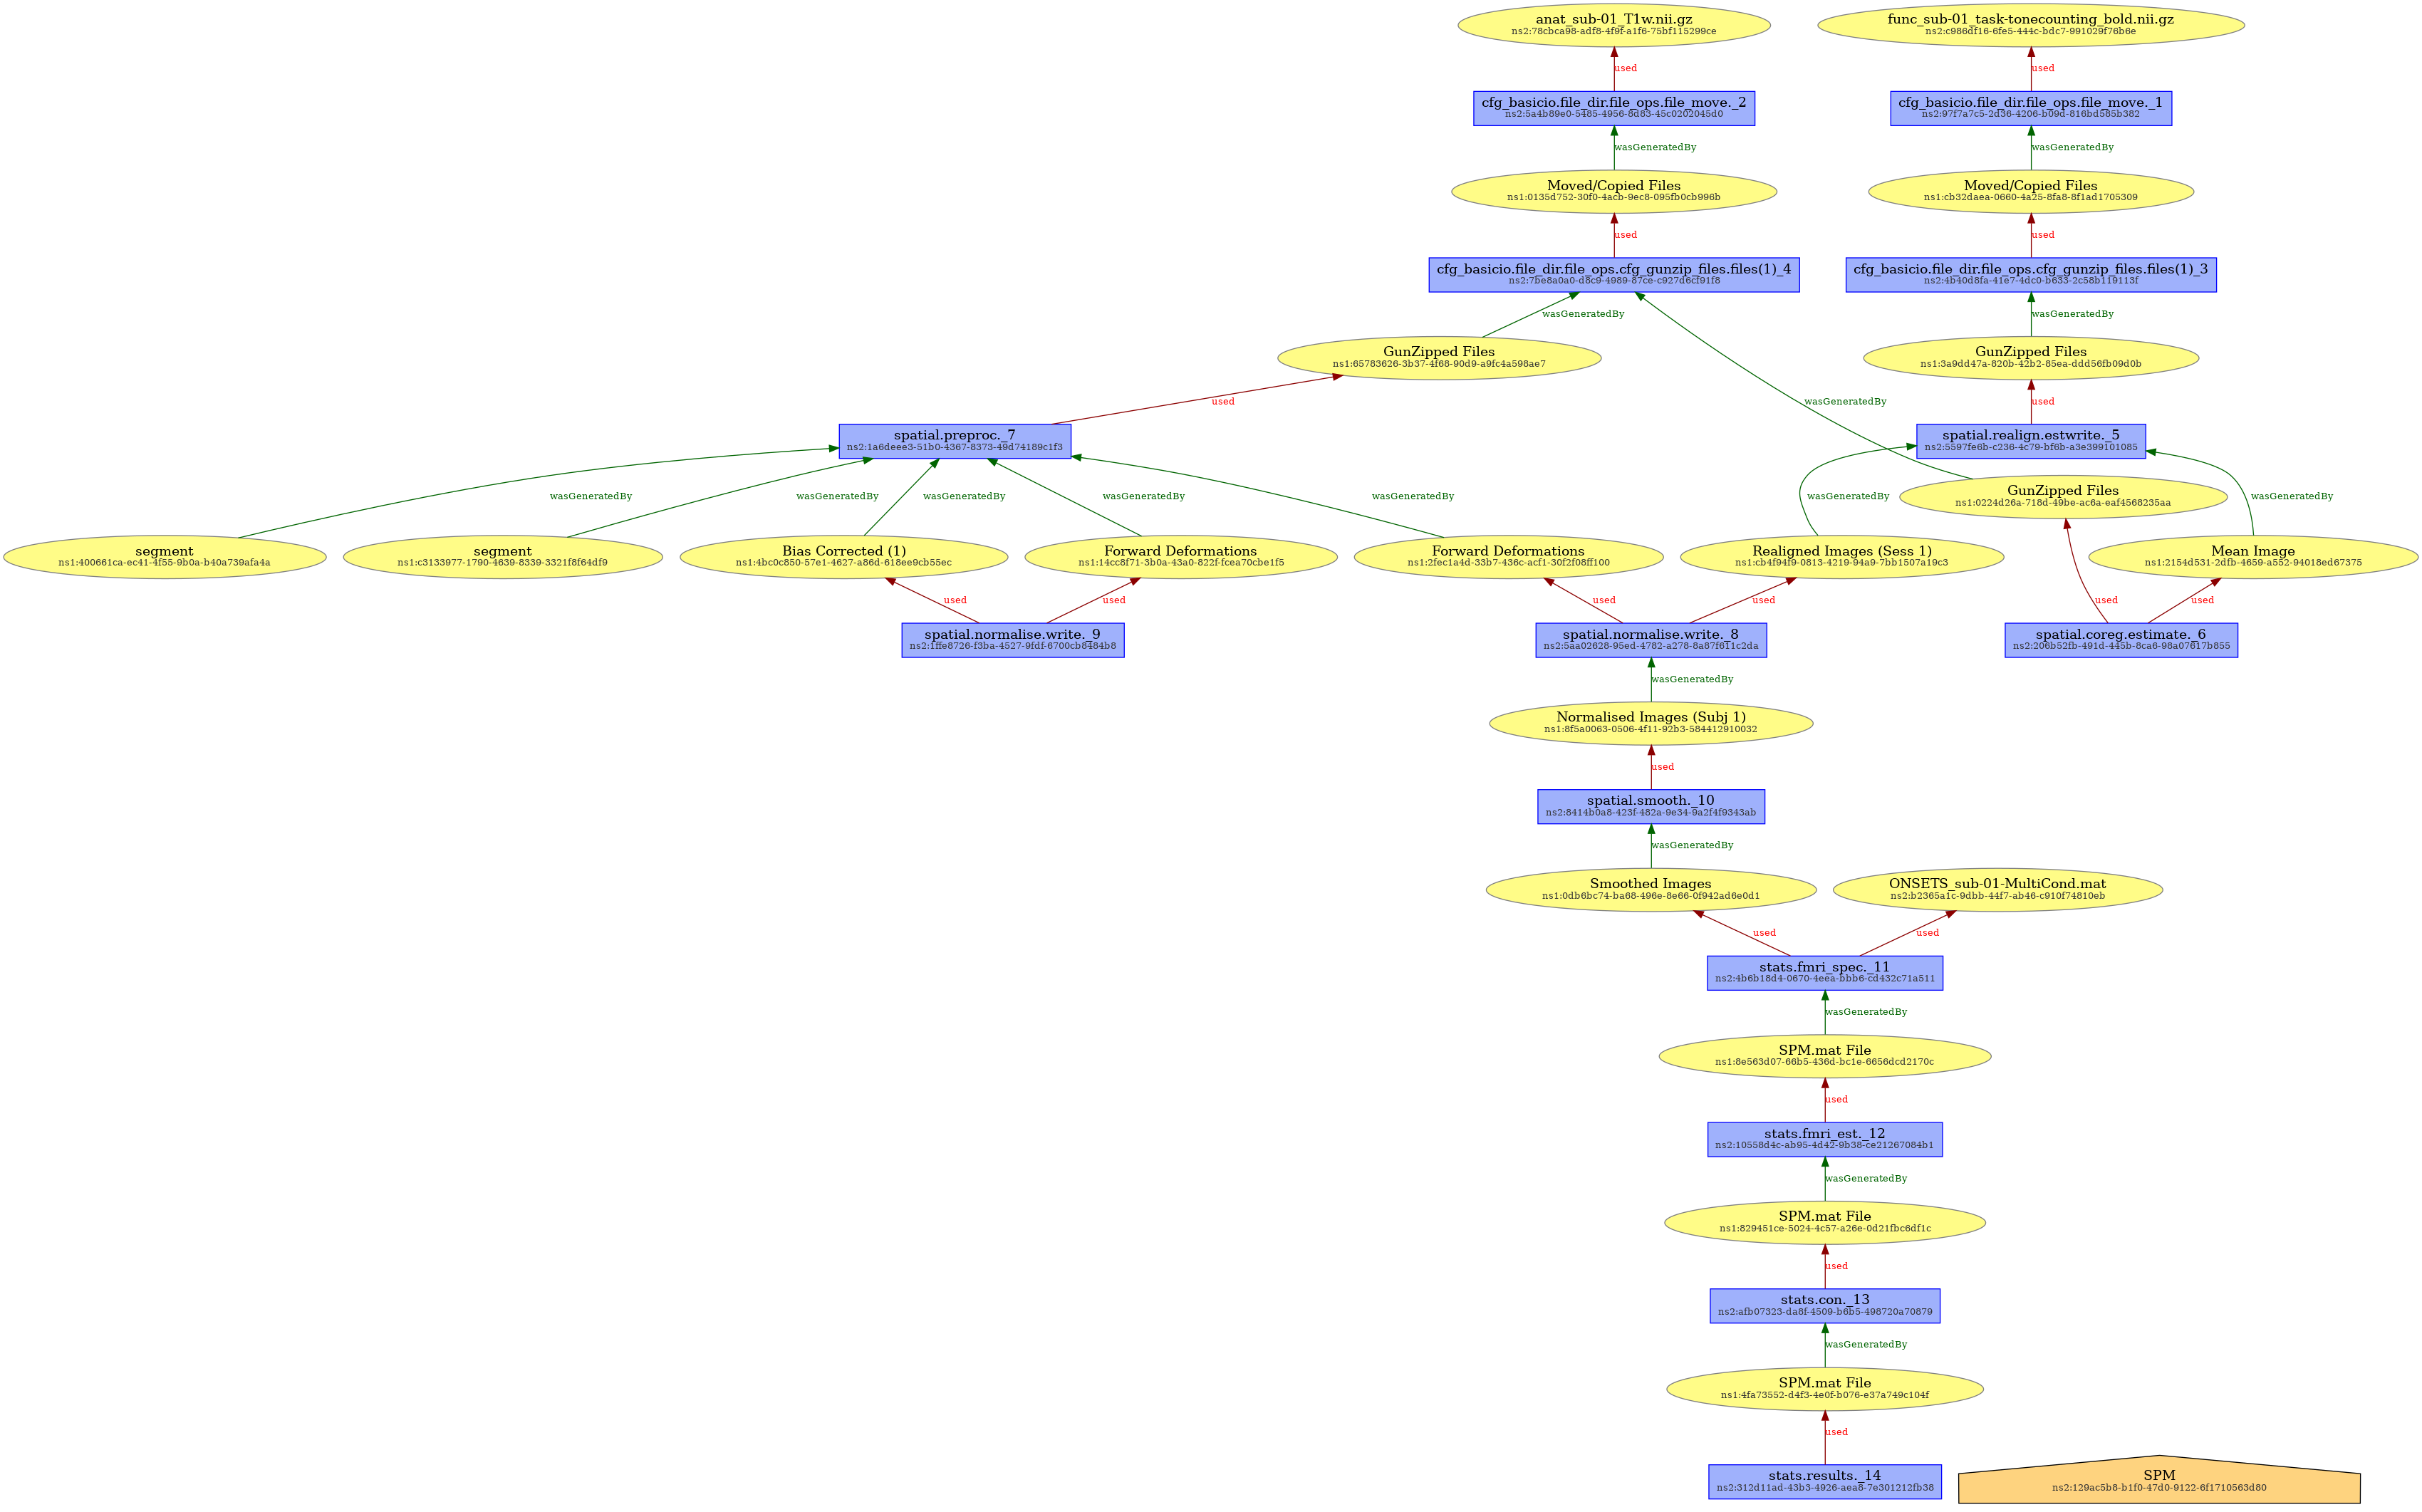 anat_sub-01_T1w.nii.gz
ns2:78cbca98-adf8-4f9f-a1f6-75bf115299ce
func_sub-01_task-tonecounting_bold.nii.gz
ns2:c986df16-6fe5-444c-bdc7-991029f76b6e
used
used
cfg_basicio.file_dir.file_ops.file_move._2
ns2:5a4b89e0-5485-4956-8d83-45c0202045d0
cfg_basicio.file_dir.file_ops.file_move._1
ns2:97f7a7c5-2d36-4206-b09d-816bd585b382
wasGeneratedBy
wasGeneratedBy
Moved/Copied Files
ns1:0135d752-30f0-4acb-9ec8-095fb0cb996b
Moved/Copied Files
ns1:cb32daea-0660-4a25-8fa8-8f1ad1705309
used
used
cfg_basicio.file_dir.file_ops.cfg_gunzip_files.files(1)_4
ns2:7be8a0a0-d8c9-4989-87ce-c927d6cf91f8
cfg_basicio.file_dir.file_ops.cfg_gunzip_files.files(1)_3
ns2:4b40d8fa-41e7-4dc0-b633-2c58b119113f
wasGeneratedBy
wasGeneratedBy
GunZipped Files
ns1:65783626-3b37-4f68-90d9-a9fc4a598ae7
GunZipped Files
ns1:3a9dd47a-820b-42b2-85ea-ddd56fb09d0b
used
wasGeneratedBy
used
spatial.preproc._7
ns2:1a6deee3-51b0-4367-8373-49d74189c1f3
spatial.realign.estwrite._5
ns2:5597fe6b-c236-4c79-bf6b-a3e399101085
wasGeneratedBy
wasGeneratedBy
wasGeneratedBy
wasGeneratedBy
wasGeneratedBy
wasGeneratedBy
GunZipped Files
ns1:0224d26a-718d-49be-ac6a-eaf4568235aa
wasGeneratedBy
segment
ns1:400661ca-ec41-4f55-9b0a-b40a739afa4a
segment
ns1:c3133977-1790-4639-8339-3321f8f64df9
Bias Corrected (1)
ns1:4bc0c850-57e1-4627-a86d-618ee9cb55ec
Forward Deformations
ns1:14cc8f71-3b0a-43a0-822f-fcea70cbe1f5
Forward Deformations
ns1:2fec1a4d-33b7-436c-acf1-30f2f08ff100
Realigned Images (Sess 1)
ns1:cb4f94f9-0813-4219-94a9-7bb1507a19c3
Mean Image
ns1:2154d531-2dfb-4659-a552-94018ed67375
used
used
used
used
used
used
spatial.normalise.write._9
ns2:1ffe8726-f3ba-4527-9fdf-6700cb8484b8
spatial.normalise.write._8
ns2:5aa02628-95ed-4782-a278-8a87f611c2da
spatial.coreg.estimate._6
ns2:206b52fb-491d-445b-8ca6-98a07617b855
wasGeneratedBy
Normalised Images (Subj 1)
ns1:8f5a0063-0506-4f11-92b3-584412910032
used
spatial.smooth._10
ns2:8414b0a8-423f-482a-9e34-9a2f4f9343ab
wasGeneratedBy
Smoothed Images
ns1:0db6bc74-ba68-496e-8e66-0f942ad6e0d1
ONSETS_sub-01-MultiCond.mat
ns2:b2365a1c-9dbb-44f7-ab46-c910f74810eb
used
used
stats.fmri_spec._11
ns2:4b6b18d4-0670-4eea-bbb6-cd432c71a511
wasGeneratedBy
SPM.mat File
ns1:8e563d07-66b5-436d-bc1e-6656dcd2170c
used
stats.fmri_est._12
ns2:10558d4c-ab95-4d42-9b38-ce21267084b1
wasGeneratedBy
SPM.mat File
ns1:829451ce-5024-4c57-a26e-0d21fbc6df1c
used
stats.con._13
ns2:afb07323-da8f-4509-b6b5-498720a70879
wasGeneratedBy
SPM.mat File
ns1:4fa73552-d4f3-4e0f-b076-e37a749c104f
used
stats.results._14
ns2:312d11ad-43b3-4926-aea8-7e301212fb38
SPM
ns2:129ac5b8-b1f0-47d0-9122-6f1710563d80